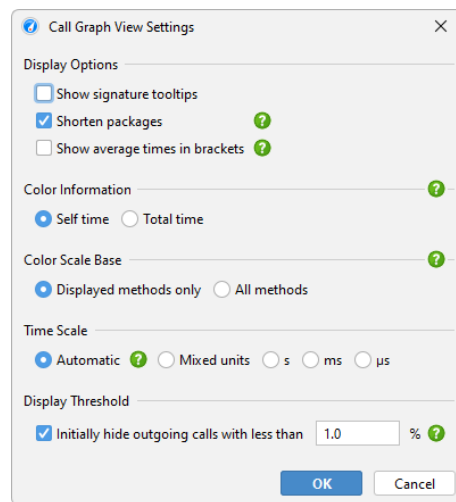 Call Graph View Settings
Display Options
Show signature tooltips
Shorten packages ?
Show average times in brackets ?
Color Information ?
Self time Total time
Color Scale Base ?
Displayed methods only All methods
Time Scale
Automatic ? Mixed units s ms µs
Display Threshold
Initially hide outgoing calls with less than 1.0 % ?
OK Cancel